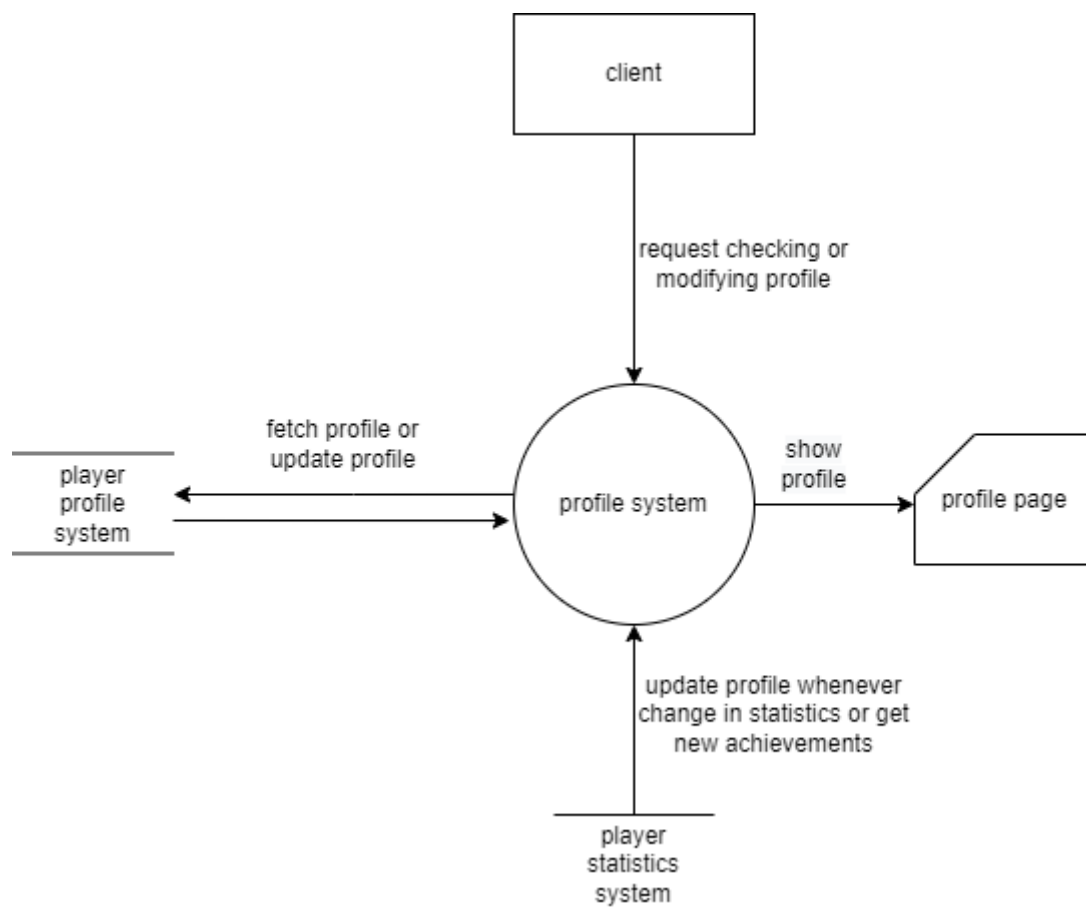 client
request checking or
modifying profile
fetch profile or
update profile
show
profile
player
profile
system
profile system
profile page
update profile whenever
change in statistics or get
new achievements
player
statistics
system